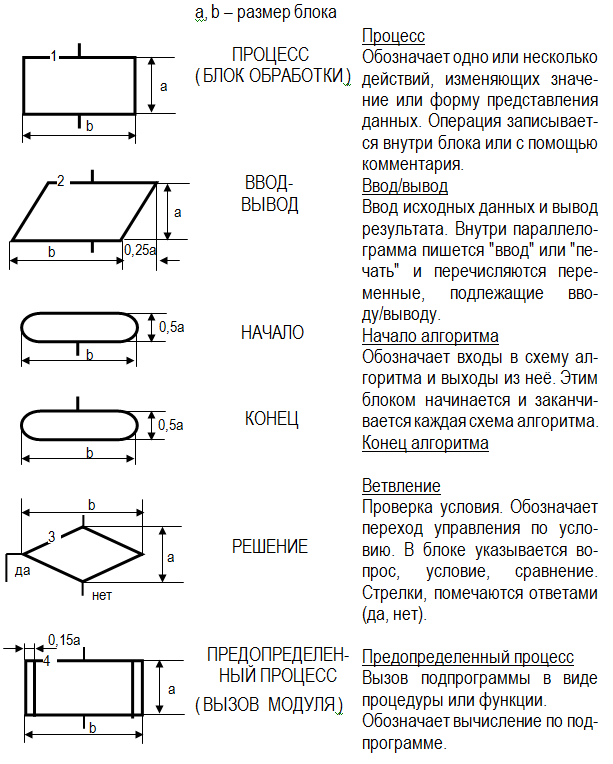 a, b – размер блока
1
a
b
ПРОЦЕСС
( БЛОК ОБРАБОТКИ )
Процесс
Обозначает одно или несколько
действий, изменяющих значе-
ние или форму представления
данных. Операция записывает-
ся внутри блока или с помощью
комментария.
2
a
b
0,25a
ВВОД-
ВЫВОД
Ввод/вывод
Ввод исходных данных и вывод
результата. Внутри параллело-
грамма пишется "ввод" или "пе-
чать" и перечисляются пере-
менные, подлежащие вво-
ду/выводу.
0,5a
b
НАЧАЛО
Начало алгоритма
Обозначает входы в схему ал-
горитма и выходы из неё. Этим
блоком начинается и заканчи-
вается каждая схема алгоритма.
0,5a
b
КОНЕЦ
Конец алгоритма
b
3
a
да
нет
РЕШЕНИЕ
Ветвление
Проверка условия. Обозначает
переход управления по усло-
вию. В блоке указывается во-
прос, условие, сравнение.
Стрелки, помечаются ответами
(да, нет).
0,15a
4
a
b
ПРЕДОПРЕДЕЛЕН-
НЫЙ ПРОЦЕСС
( ВЫЗОВ МОДУЛЯ )
Предопределенный процесс
Вызов подпрограммы в виде
процедуры или функции.
Обозначает вычисление по под-
программе.